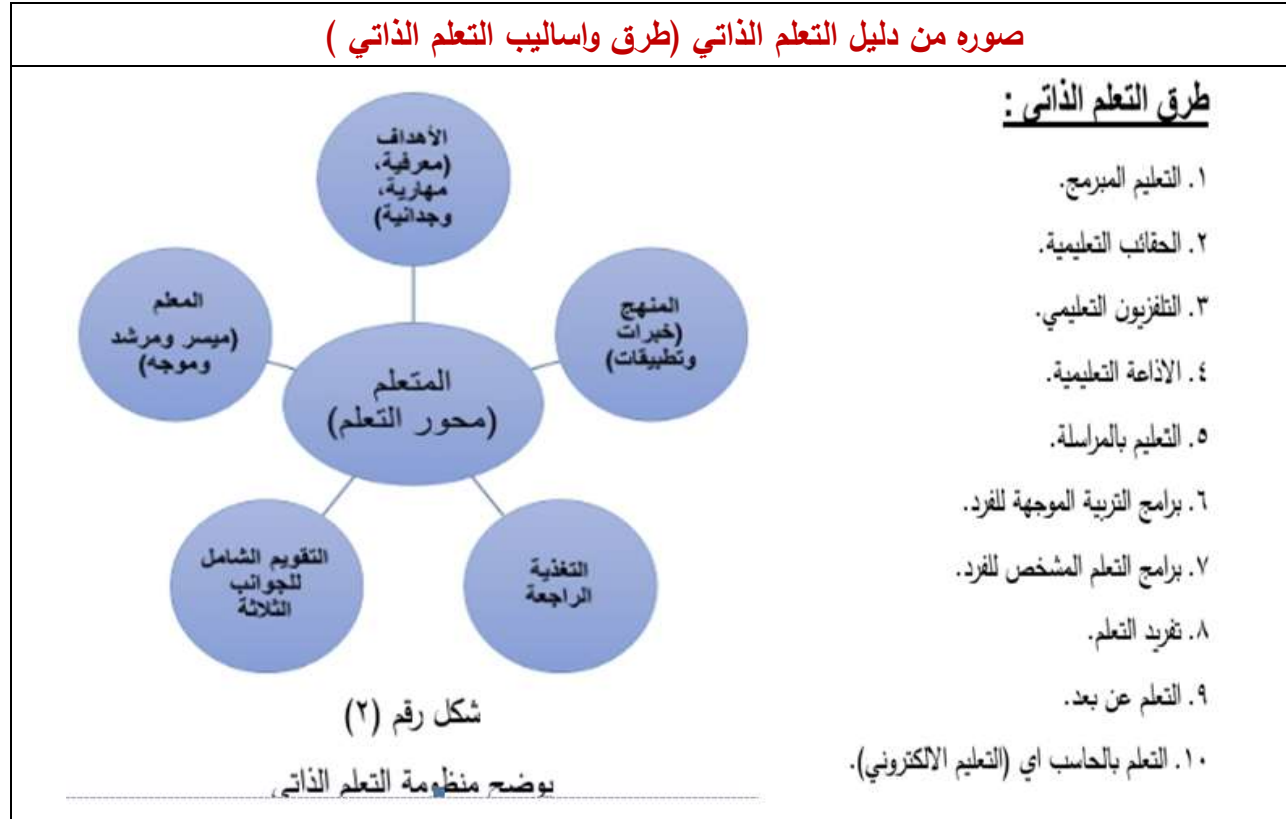 صوره من دليل التعلم الذاتي (طرق واساليب التعلم الذاتي )
طرق التعلم الذاتي :
١. التعليم المبرمج.
٢. الحقائب التعليمية.
٣. التلفزيون التعليمي.
٤. الاذاعة التعليمية.
٥. التعليم بالمراسلة.
٦. برامج التربية الموجهة للفرد.
٧. برامج التعلم المشخص للفرد.
٨. تفريد التعلم.
٩. التعلم عن بعد.
١٠. التعلم بالحاسب اي (التعليم الالكتروني).
الأهداف
(معرفية،
مهارية،
وجدانية)
المنهج
(خبرات
وتطبيقات)
المعلم
(ميسر ومرشد
وموجه)
المتعلم
(محور التعلم)
التغذية
الراجعة
التقويم الشامل
للجوانب
الثلاثة
شكل رقم (٢)
يوضح منظومة التعلم الذاتي